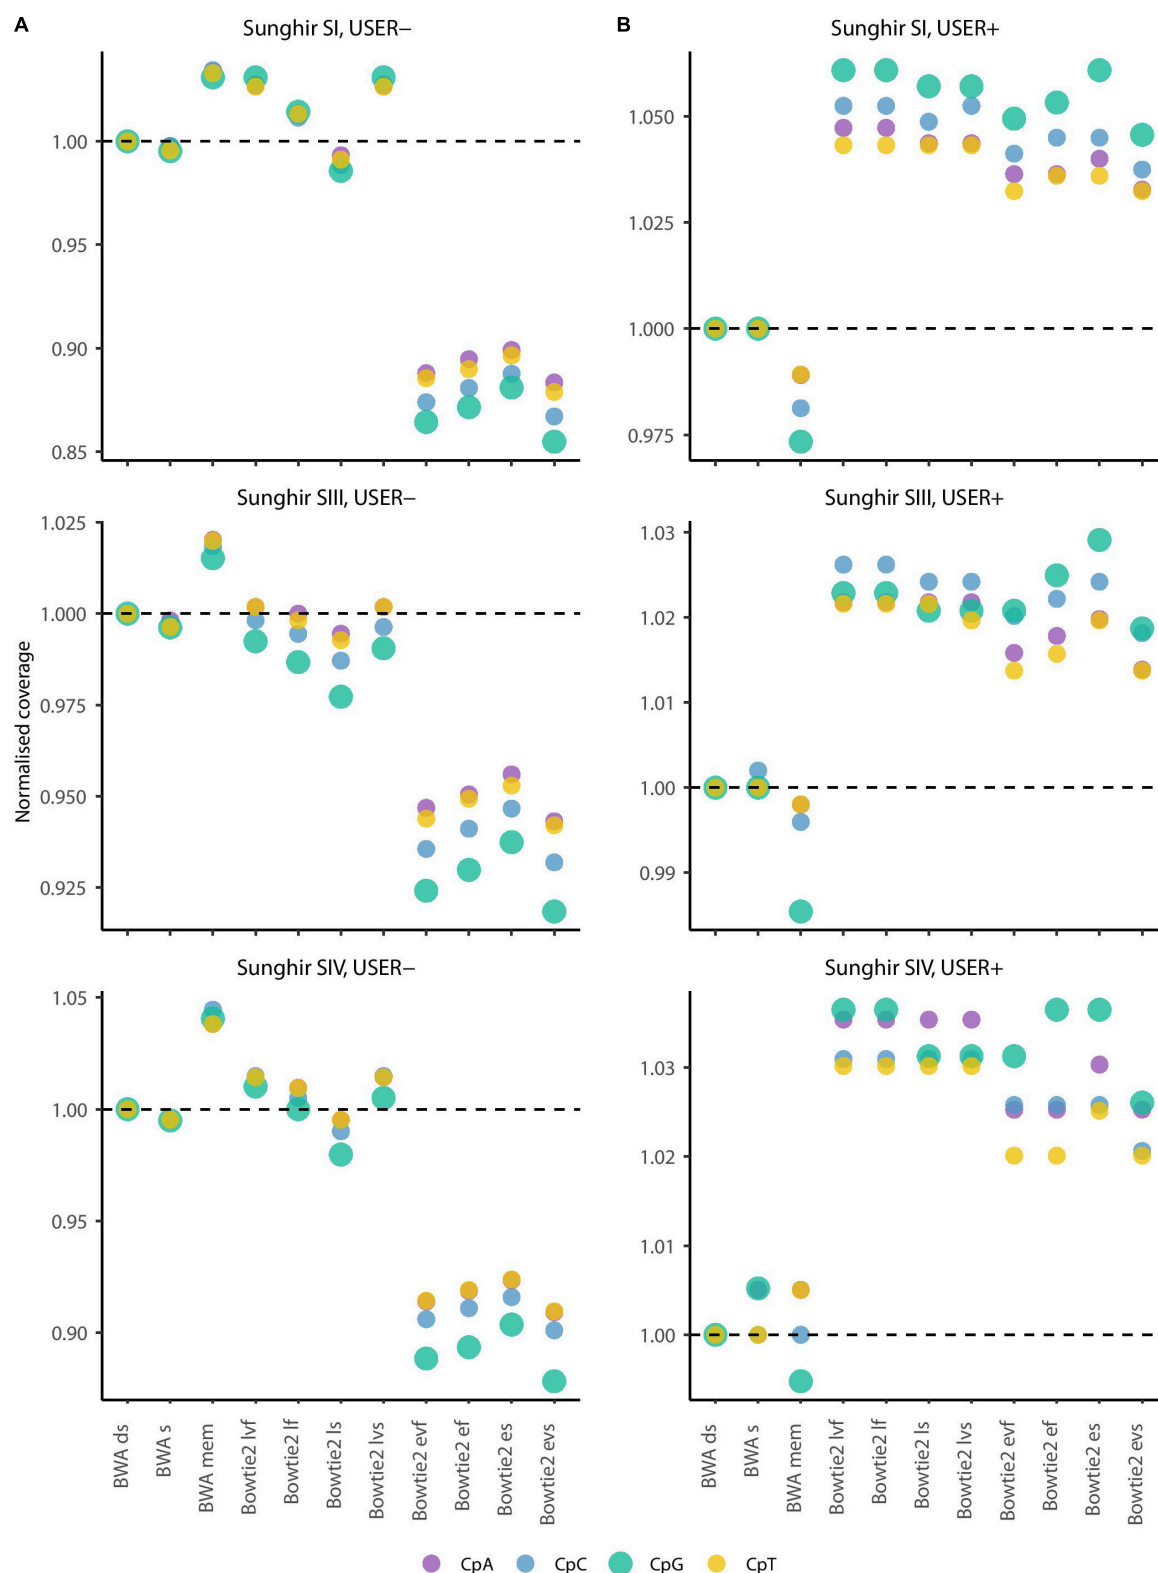 A
Sunghir SI, USER−
1.00
0.95
0.90
0.85
B
Sunghir SI, USER+
1.050
1.025
1.000
0.975
Normalised coverage
Sunghir SIII, USER−
1.025
1.000
0.975
0.950
0.925
Sunghir SIII, USER+
1.03
1.02
1.01
1.00
0.99
Sunghir SIV, USER−
1.05
1.00
0.95
0.90
Sunghir SIV, USER+
1.03
1.02
1.01
1.00
BWA ds
BWA s
BWA mem
Bowtie2 lvf
Bowtie2 lf
Bowtie2 ls
Bowtie2 lvs
Bowtie2 evf
Bowtie2 ef
Bowtie2 es
Bowtie2 evs
BWA ds
BWA s
BWA mem
Bowtie2 lvf
Bowtie2 lf
Bowtie2 ls
Bowtie2 lvs
Bowtie2 evf
Bowtie2 ef
Bowtie2 es
Bowtie2 evs
CpA CpC CpG CpT